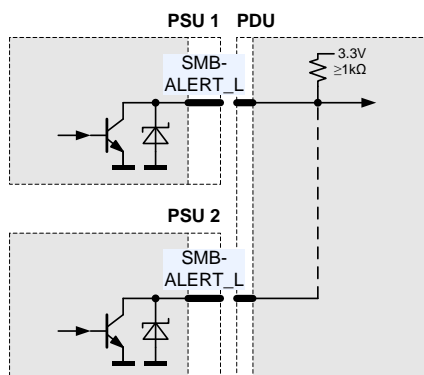 PSU 1 PDU
SMB-
ALERT_L
3.3V
≥1kΩ
PSU 2
SMB-
ALERT_L